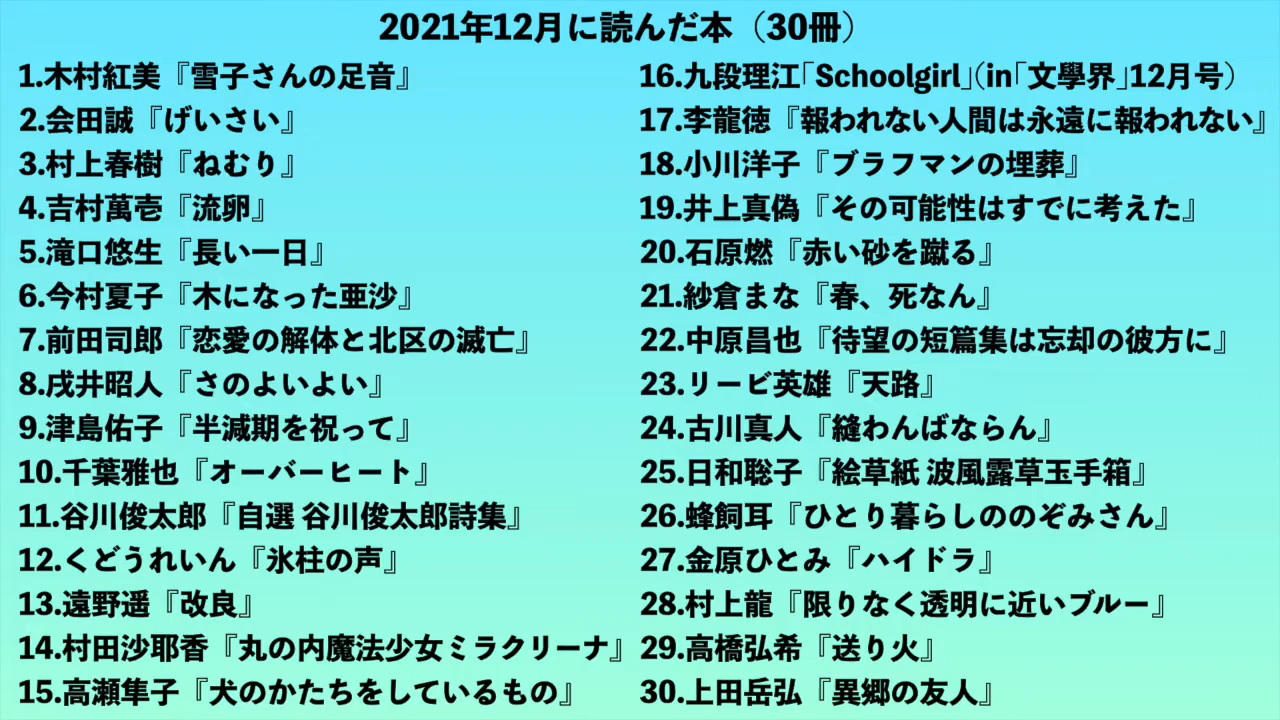 2021年12月に読んだ本（30冊）
1.木村紅美『雪子さんの足音』
2.会田誠『げいさい』
3.村上春樹『ねむり』
4.吉村萬壱『流卵』
5.滝口悠生『長い一日』
6.今村夏子『木になった亜沙』
7.前田司郎『恋愛の解体と北区の滅亡』
8.戌井昭人『さのよいよい』
9.津島佑子『半減期を祝って』
10.千葉雅也『オーバーヒート』
11.谷川俊太郎『自選 谷川俊太郎詩集』
12.くどうれいん『氷柱の声』
13.遠野遥『改良』
14.村田沙耶香『丸の内魔法少女ミラクリーナ』
15.高瀬隼子『犬のかたちをしているもの』
16.九段理江「Schoolgirl」（in「文學界」12月号）
17.李龍徳『報われない人間は永遠に報われない』
18.小川洋子『ブラフマンの埋葬』
19.井上真偽『その可能性はすでに考えた』
20.石原燃『赤い砂を蹴る』
21.紗倉まな『春、死なん』
22.中原昌也『待望の短篇集は忘却の彼方に』
23.リービ英雄『天路』
24.古川真人『縫わんばならん』
25.日和聡子『絵草紙 波風露草玉手箱』
26.蜂飼耳『ひとり暮らしののぞみさん』
27.金原ひとみ『ハイドラ』
28.村上龍『限りなく透明に近いブルー』
29.高橋弘希『送り火』
30.上田岳弘『異郷の友人』